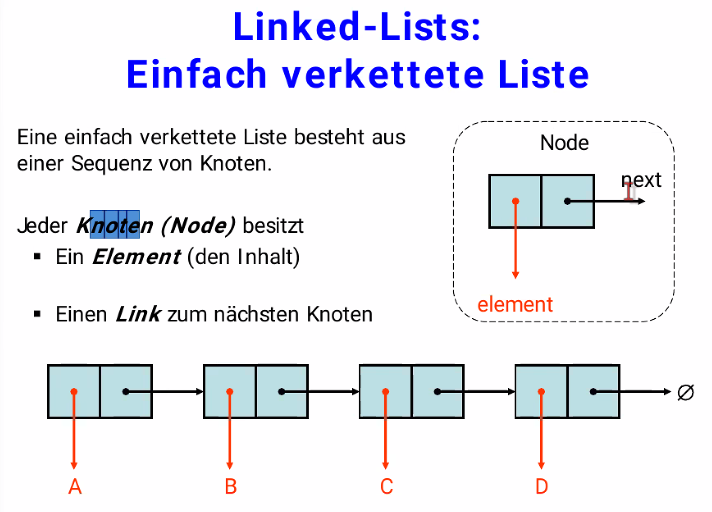 Linked-Lists:
Einfach verkettete Liste
Eine einfach verkettete Liste besteht aus
einer Sequenz von Knoten.
Jeder Knoten (Node) besitzt
▪ Ein Element (den Inhalt)
▪ Einen Link zum nächsten Knoten
Node
next
element
∅
A B C D